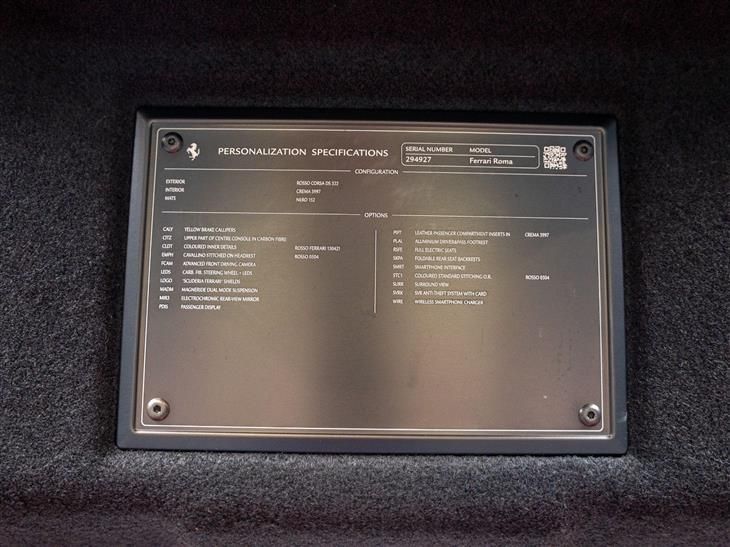 PERSONALIZATION SPECIFICATIONS
SERIAL NUMBER MODEL
294927 Ferrari Roma
CONFIGURATION
EXTERIOR ROSSO CORSA DS 322
INTERIOR CREMA 3997
MATS NERO 152
OPTIONS
CALY YELLOW BRAKE CALLIPERS
CITZ UPPER PART OF CENTRE CONSOLE IN CARBON FIBRE
CLDT COLOURED INNER DETAILS ROSSO FERRARI 130421
EMPH CAVALLINO STITCHED ON HEADREST ROSSO 0504
FCAM ADVANCED FRONT DRIVING CAMERA
LEDS CARB. FIB. STEERING WHEEL + LEDS
LOGO "SCUDERIA FERRARI" SHIELDS
MADM MAGNERIDE DUAL MODE SUSPENSION
MIR3 ELECTROCHROMIC REAR-VIEW MIRROR
PDIS PASSENGER DISPLAY
LEATHER PASSENGER COMPARTMENT INSERTS IN CREMA 3997
PLAL ALUMINIUM DRIVER&PASS FOOTREST
RSFE FULL ELECTRIC SEATS
SKPA FOLDABLE REAR SEAT BACKRESTS
SMRT SMARTPHONE INTERFACE
STC1 COLOURED STANDARD STITCHING O.R. ROSSO 0504
SURR SURROUND VIEW
SVRX SVR ANTI-THEFT SYSTEM WITH CARD
WIRE WIRELESS SMARTPHONE CHARGER